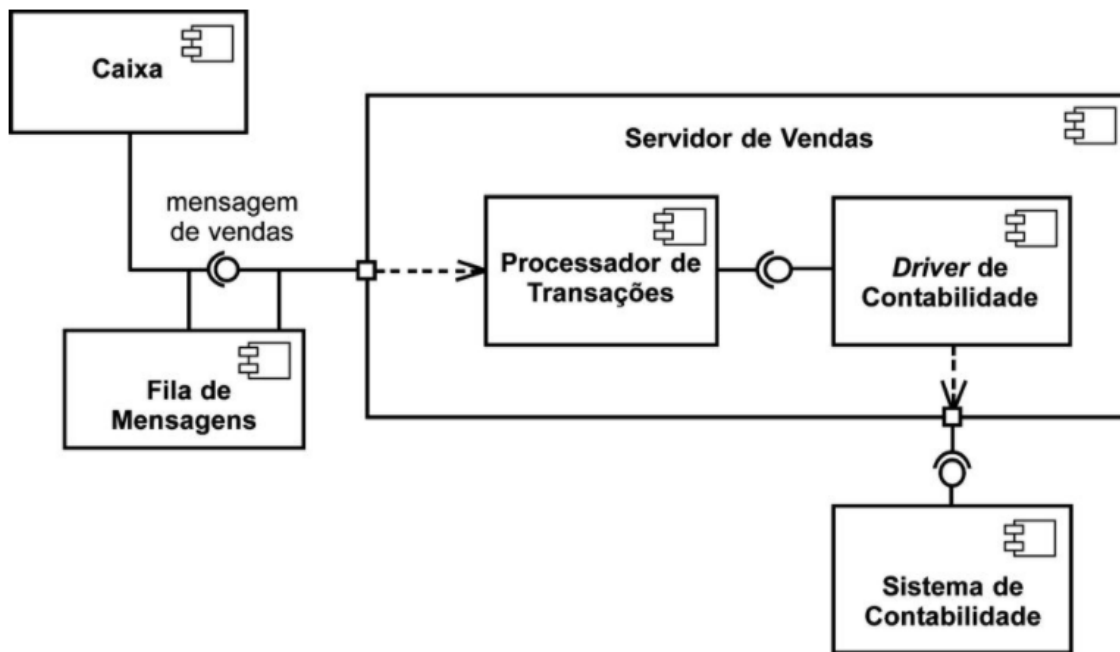 Caixa
Servidor de Vendas
mensagem
de vendas
Processador de
Transações
Driver de
Contabilidade
Fila de
Mensagens
Sistema de
Contabilidade